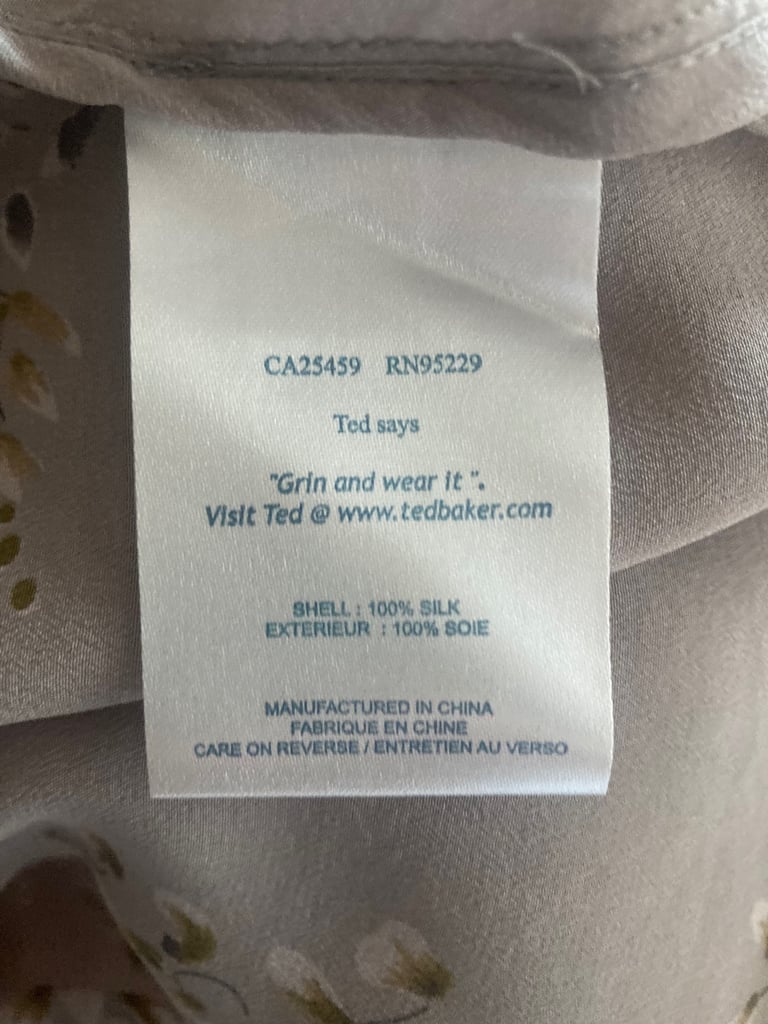 CA25459 RN95229
Ted says
"Grin and wear it ".
Visit Ted @ www.tedbaker.com
SHELL : 100% SILK
EXTERIEUR : 100% SOIE
MANUFACTURED IN CHINA
FABRIQUE EN CHINE
CARE ON REVERSE / ENTRETIEN AU VERSO